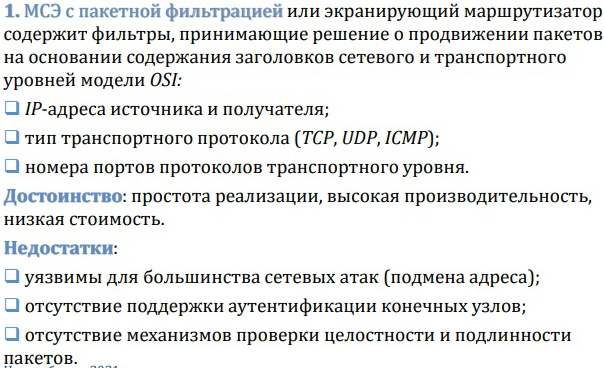 1. МСЭ с пакетной фильтрацией или экранирующий маршрутизатор
содержит фильтры, принимающие решение о продвижении пакетов
на основании содержания заголовков сетевого и транспортного
уровней модели OSI:
❑ IP-адреса источника и получателя;
❑ тип транспортного протокола (TCP, UDP, ICMP);
❑ номера портов протоколов транспортного уровня.
Достоинство: простота реализации, высокая производительность,
низкая стоимость.
Недостатки:
❑ уязвимы для большинства сетевых атак (подмена адреса);
❑ отсутствие поддержки аутентификации конечных узлов;
❑ отсутствие механизмов проверки целостности и подлинности
пакетов.